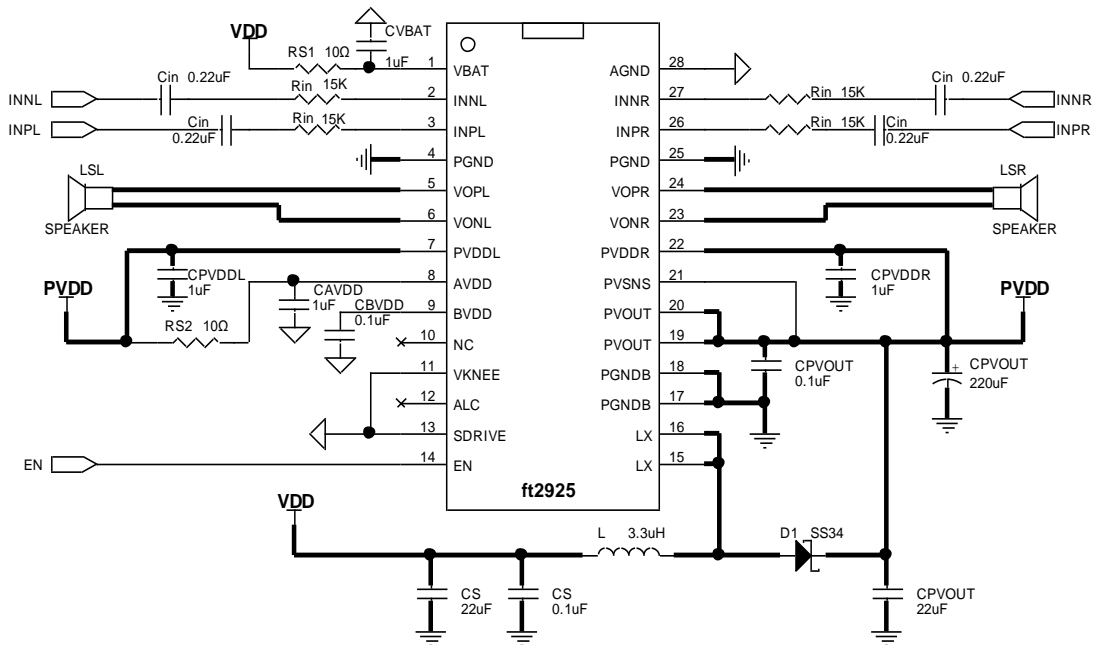 CVBAT
1uF
VDD
RS1 10Ω
1 VBAT
AGND 28
Cin 0.22uF
Rin 15K
INNL
2 INNL
INNR 27
Rin 15K
Cin 0.22uF
INNR
INPL
Cin
0.22uF
Rin 15K
3 INPL
INPR 26
Rin 15K
Cin
0.22uF
INPR
4 PGND
PGND 25
LSL
SPEAKER
5 VOPL
VOPR 24
LSR
SPEAKER
6 VONL
VONR 23
7 PVDDL
PVDDR 22
CPVDDL
1uF
CPVDDR
1uF
PVDD
RS2 10Ω
8 AVDD
PVSNS 21
CAVDD
1uF
CBVDD
0.1uF
9 BVDD
PVOUT 20
PVDD
10 NC
PVOUT 19
11 VKNEE
PGNDB 18
CPVOUT
0.1uF
+
CPVOUT
220uF
12 ALC
PGNDB 17
13 SDRIVE
LX 16
EN
14 EN
LX 15
ft2925
VDD
L 3.3uH
D1 SS34
CS
22uF
CS
0.1uF
CPVOUT
22uF